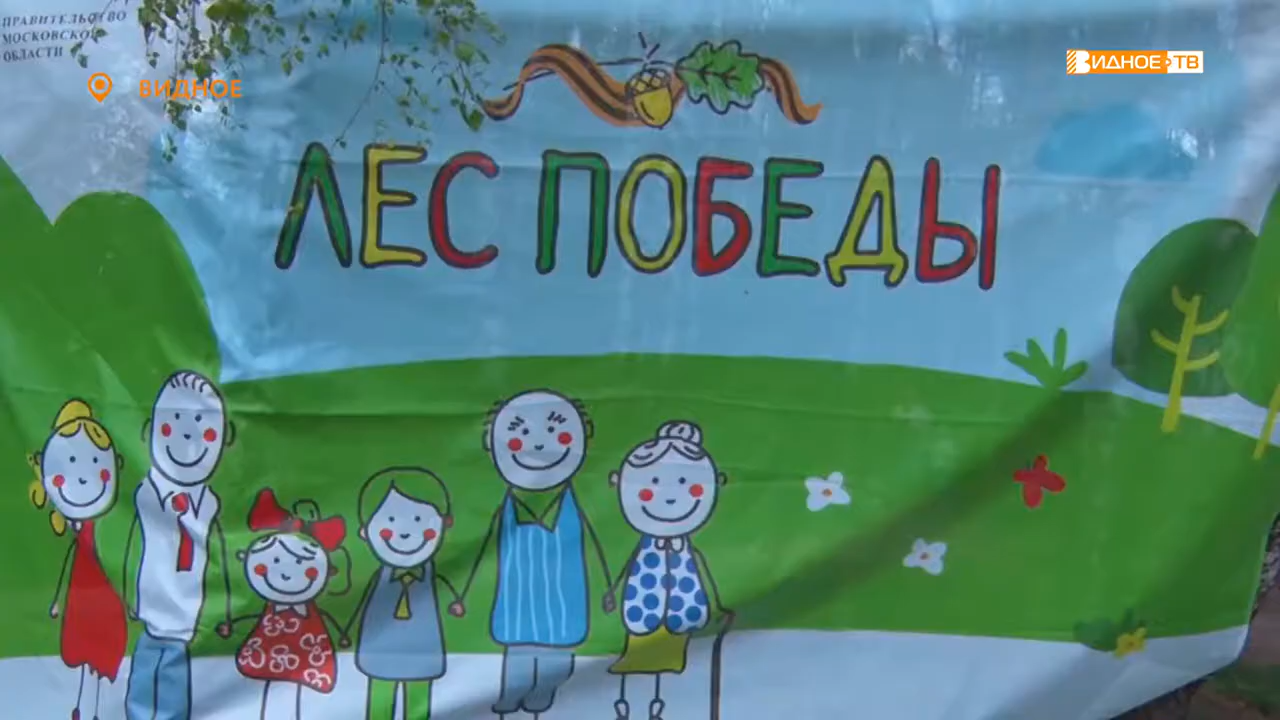 ПРАВИТЕЛЬСТВО
МОСКОВСКОЙ
ОБЛАСТИ
ВИДНОЕ
ВИДНОЕ ТВ
ЛЕС ПОБЕДЫ